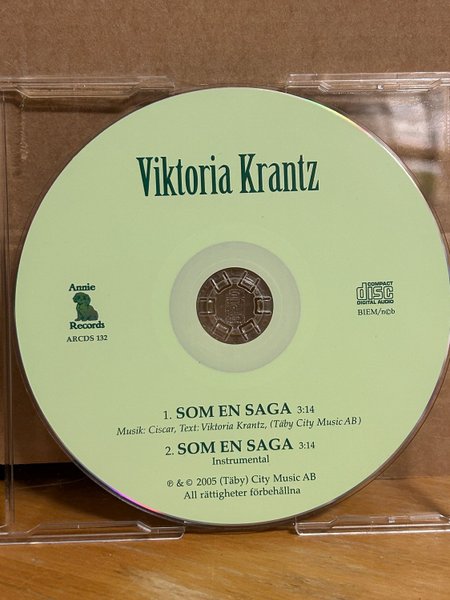 Viktoria Krantz
Annie
Records
ARCDS 132
COMPACT
disc
DIGITAL AUDIO
BIEM/n©b
1. SOM EN SAGA 3:14
Musik: Ciscar, Text: Viktoria Krantz, (Täby City Music AB)
2. SOM EN SAGA 3:14
Instrumental
℗ & © 2005 (Täby) City Music AB
All rättigheter förbehållna